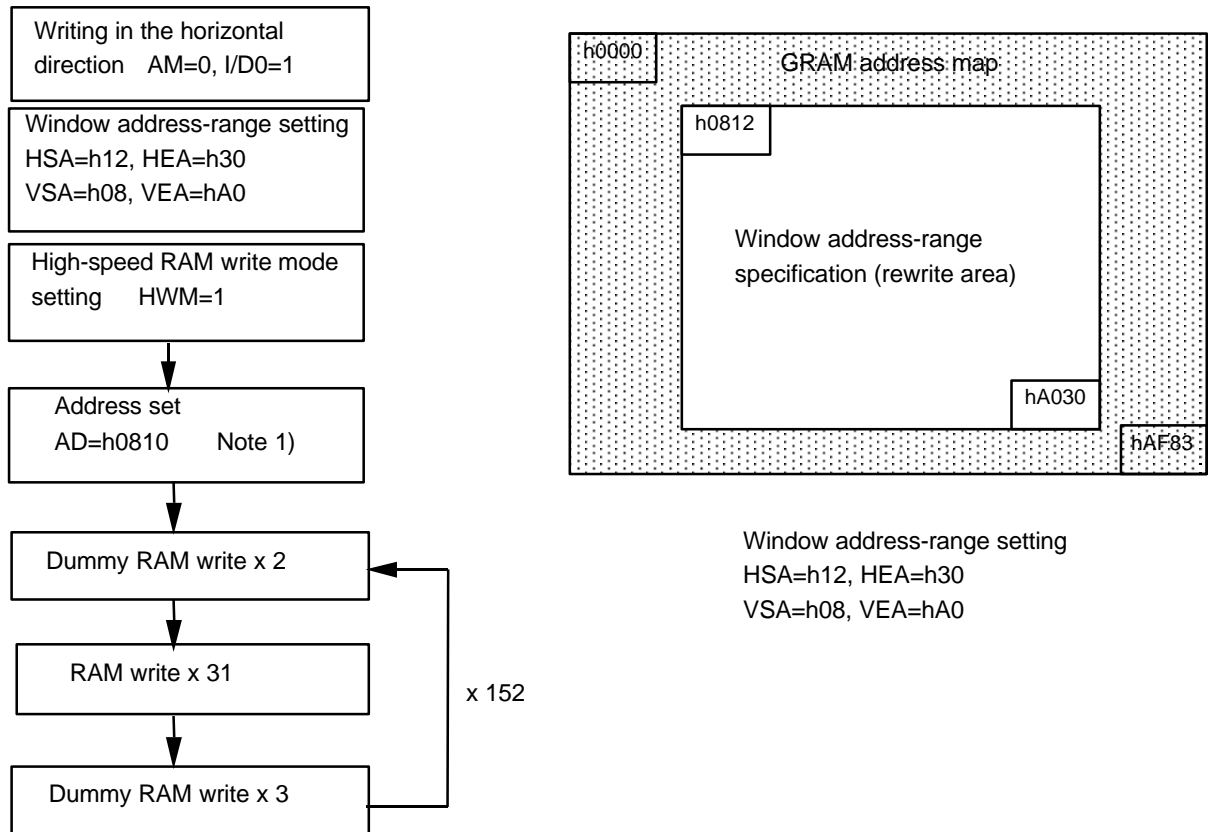 Writing in the horizontal
direction AM=0, I/D0=1
Window address-range setting
HSA=h12, HEA=h30
VSA=h08, VEA=hA0
High-speed RAM write mode
setting HWM=1
Address set
AD=h0810 Note 1)
Dummy RAM write x 2
RAM write x 31
Dummy RAM write x 3
x 152
h0000
GRAM address map
h0812
Window address-range
specification (rewrite area)
hA030
hAF83
Window address-range setting
HSA=h12, HEA=h30
VSA=h08, VEA=hA0